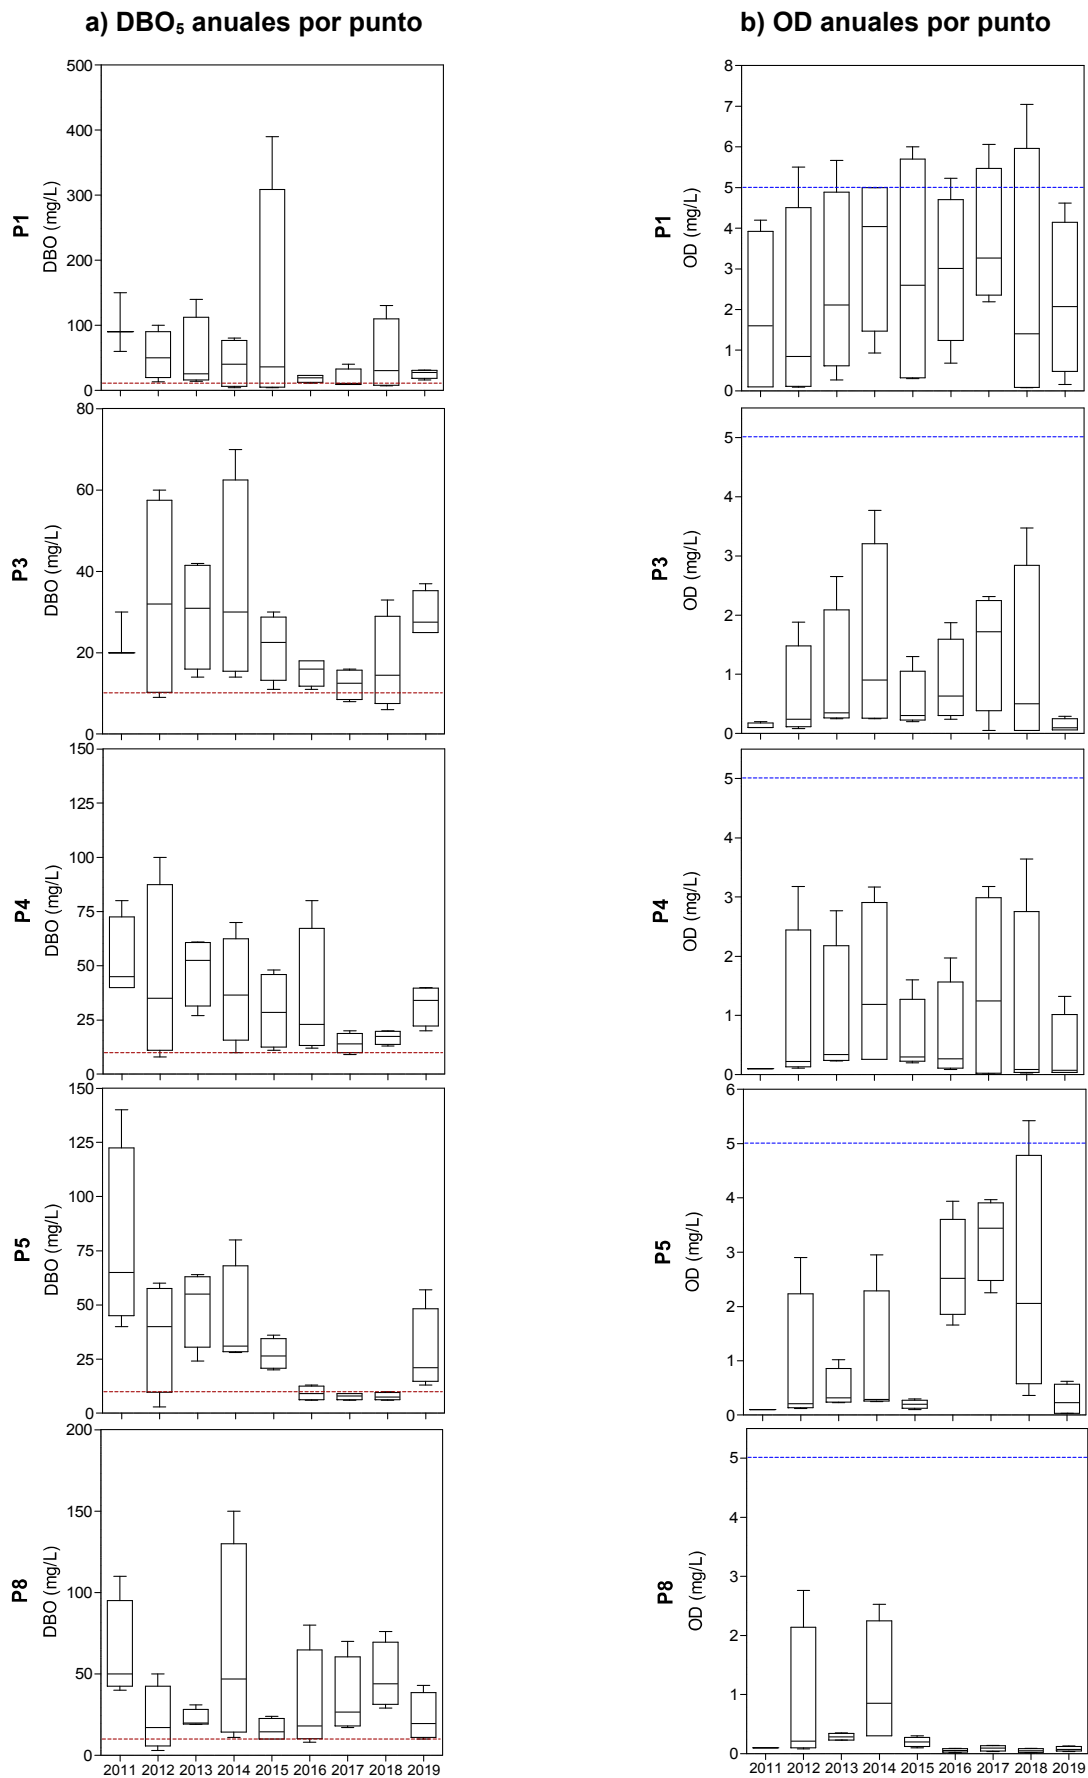 a) DBO₅ anuales por punto
b) OD anuales por punto
P1
DBO (mg/L)
500
400
300
200
100
0
P1
OD (mg/L)
8
7
6
5
4
3
2
1
0
P3
DBO (mg/L)
80
60
40
20
0
P3
OD (mg/L)
5
4
3
2
1
0
P4
DBO (mg/L)
150
125
100
75
50
25
0
P4
OD (mg/L)
5
4
3
2
1
0
P5
DBO (mg/L)
150
125
100
75
50
25
0
P5
OD (mg/L)
6
5
4
3
2
1
0
P8
DBO (mg/L)
200
150
100
50
0
2011 2012 2013 2014 2015 2016 2017 2018 2019
P8
OD (mg/L)
5
4
3
2
1
0
2011 2012 2013 2014 2015 2016 2017 2018 2019